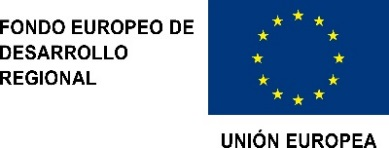 FONDO EUROPEO DE
DESARROLLO
REGIONAL
UNIÓN EUROPEA